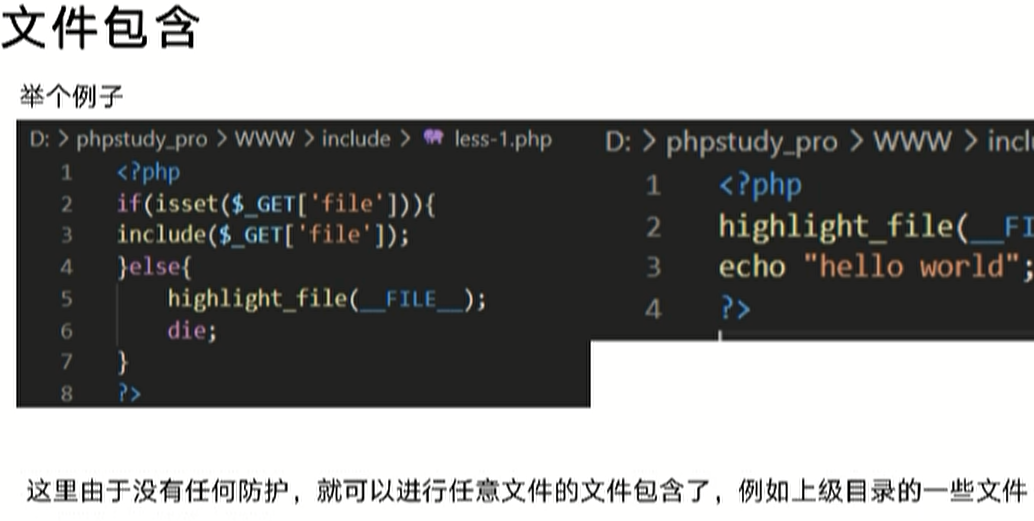 文件包含
举个例子
D: > phpstudy_pro > WWW > include > less-1.php
1 <?php
2 if(isset($_GET['file'])){
3 include($_GET['file']);
4 }else{
5 highlight_file(__FILE__);
6 die;
7 }
8 ?>
D: > phpstudy_pro > WWW > incl
1 <?php
2 highlight_file(__FI
3 echo "hello world";
4 ?>
这里由于没有任何防护，就可以进行任意文件的文件包含了，例如上级目录的一些文件